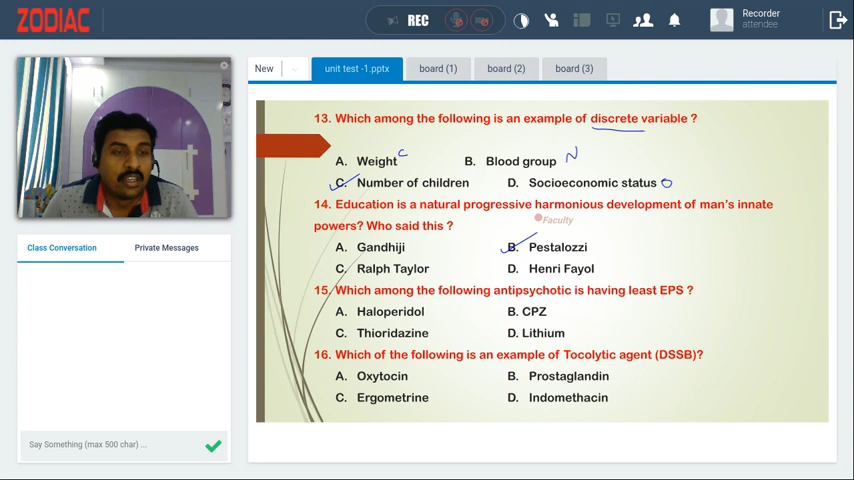 ZODIAC
REC
Recorder
attendee
New
unit test -1.pptx
board (1)
board (2)
board (3)
13. Which among the following is an example of discrete variable ?
A. Weight C B. Blood group N
C. Number of children D. Socioeconomic status O
14. Education is a natural progressive harmonious development of man's innate
Faculty
powers? Who said this ?
A. Gandhiji B. Pestalozzi
C. Ralph Taylor D. Henri Fayol
15. Which among the following antipsychotic is having least EPS ?
A. Haloperidol B. CPZ
C. Thioridazine D. Lithium
16. Which of the following is an example of Tocolytic agent (DSSB)?
A. Oxytocin B. Prostaglandin
C. Ergometrine D. Indomethacin
Class Conversation
Private Messages
Say Something (max 500 char) ...